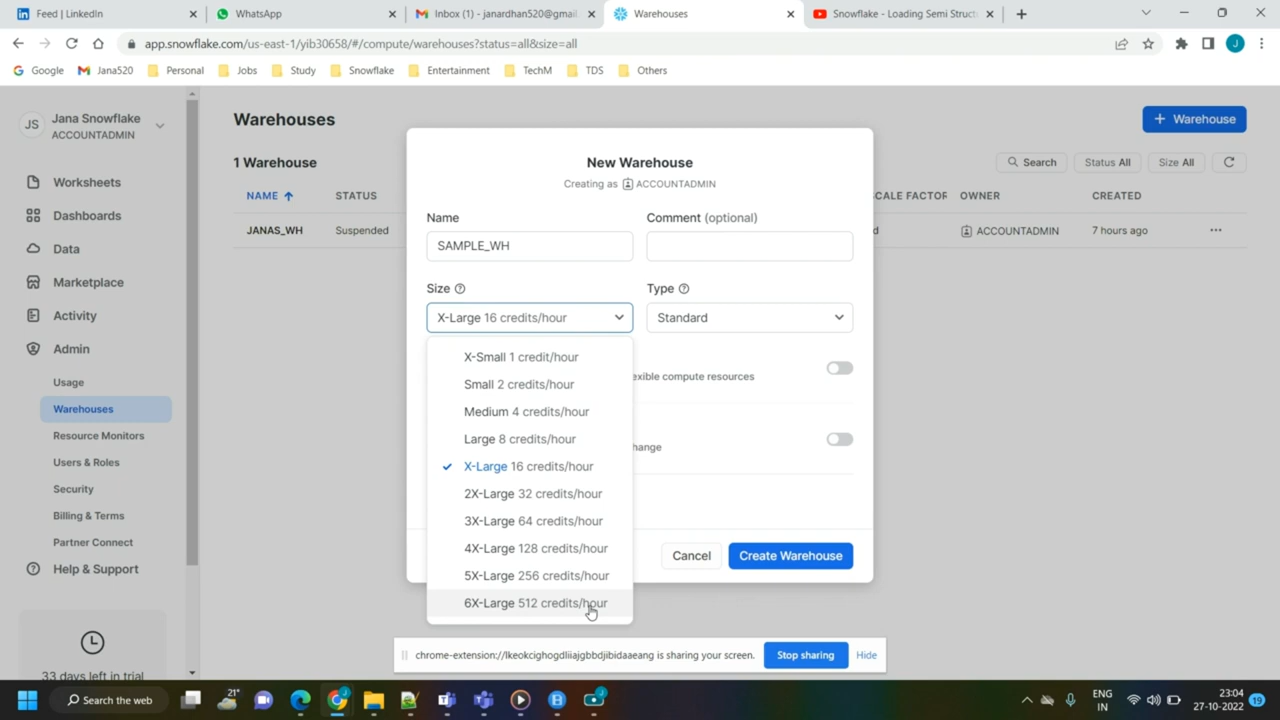 Feed | LinkedIn
WhatsApp
Inbox (1) - janardhan520@gmail.
Warehouses
Snowflake - Loading Semi Struct
app.snowflake.com/us-east-1/yib30658/#/compute/warehouses?status=all&size=all
J
Google
Jana520
Personal
Jobs
Study
Snowflake
Entertainment
TechM
TDS
Others
JS
Jana Snowflake
ACCOUNTADMIN
Worksheets
Dashboards
Data
Marketplace
Activity
Admin
Usage
Warehouses
Resource Monitors
Users & Roles
Security
Billing & Terms
Partner Connect
Help & Support
33 days left in trial
Warehouses
+ Warehouse
1 Warehouse
Search
Status All
Size All
NAME
STATUS
CALE FACTOR
OWNER
CREATED
JANAS_WH
Suspended
d
ACCOUNTADMIN
7 hours ago
New Warehouse
Creating as ACCOUNTADMIN
Name
Comment (optional)
SAMPLE_WH
Size
Type
X-Large 16 credits/hour
Standard
X-Small 1 credit/hour
Small 2 credits/hour
Medium 4 credits/hour
Large 8 credits/hour
X-Large 16 credits/hour
2X-Large 32 credits/hour
3X-Large 64 credits/hour
4X-Large 128 credits/hour
5X-Large 256 credits/hour
6X-Large 512 credits/hour
exible compute resources
hange
Cancel
Create Warehouse
chrome-extension://lkeokcighogdliiajgbbdjibidaaeang is sharing your screen.
Stop sharing
Hide
Search the web
21°
ENG
IN
23:04
27-10-2022
19